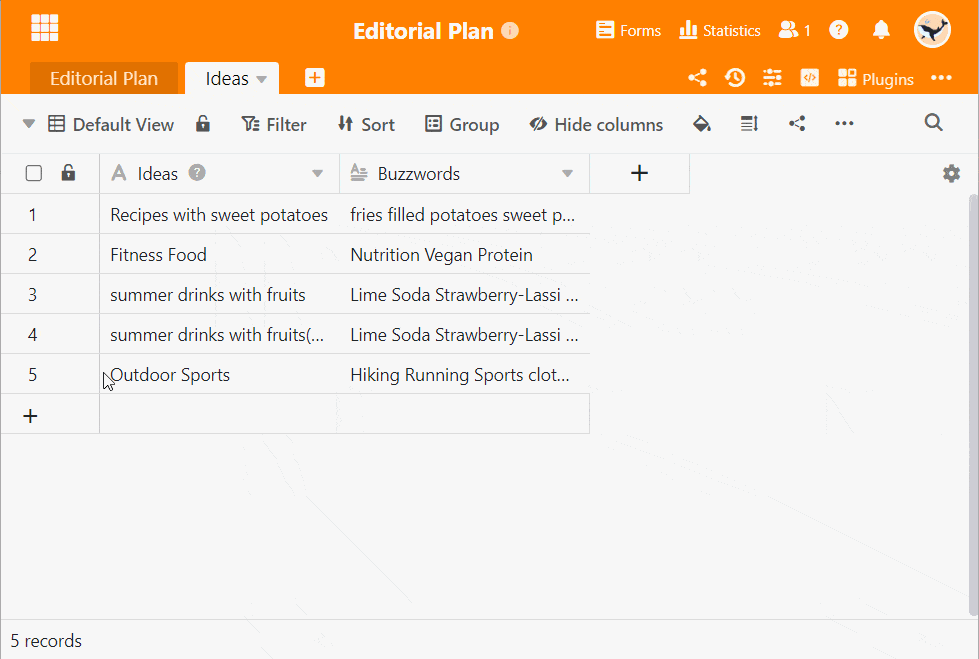 Editorial Plan
Forms
Statistics
1
?
Editorial Plan
Ideas
Plugins
Default View
Filter
Sort
Group
Hide columns
A Ideas ?
A Buzzwords
1 Recipes with sweet potatoes fries filled potatoes sweet p...
2 Fitness Food Nutrition Vegan Protein
3 summer drinks with fruits Lime Soda Strawberry-Lassi ...
4 summer drinks with fruits(... Lime Soda Strawberry-Lassi ...
5 Outdoor Sports Hiking Running Sports clot...
5 records